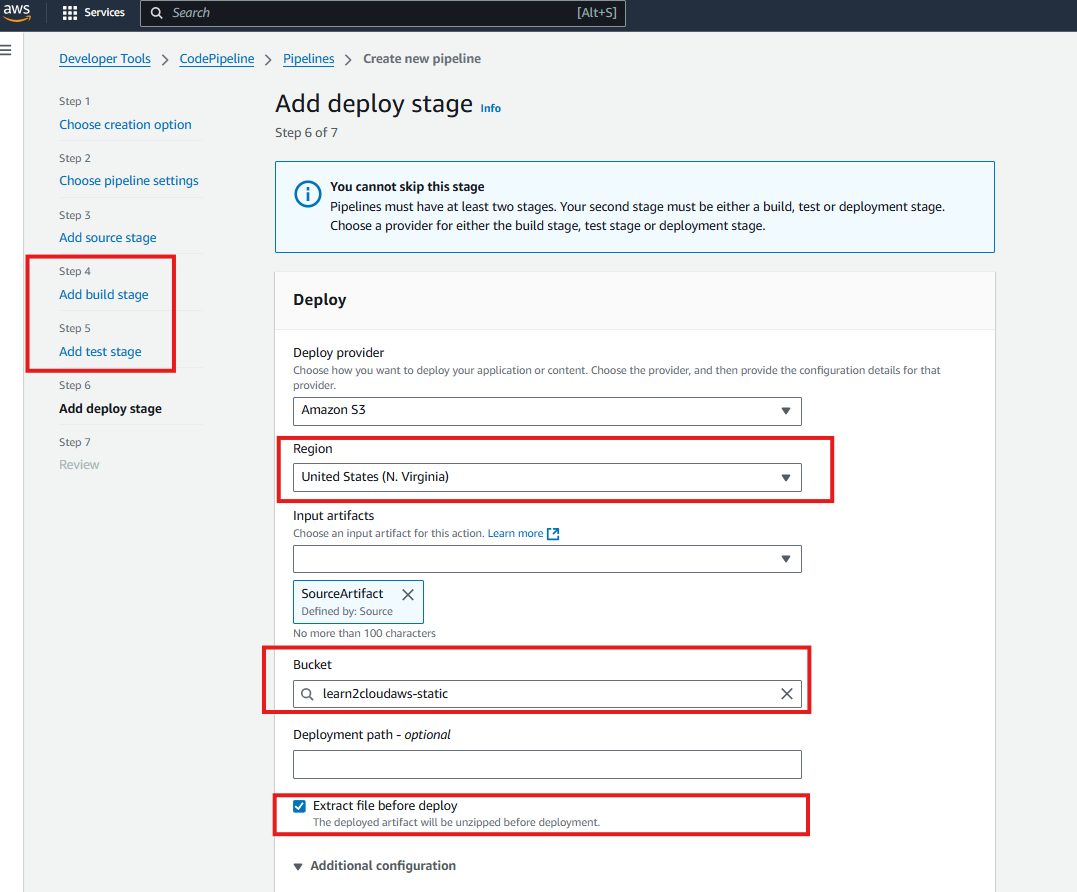 aws
Services
Search
[Alt+S]
Developer Tools > CodePipeline > Pipelines > Create new pipeline
Step 1
Choose creation option
Step 2
Choose pipeline settings
Step 3
Add source stage
Step 4
Add build stage
Step 5
Add test stage
Step 6
Add deploy stage
Step 7
Review
Add deploy stage Info
Step 6 of 7
You cannot skip this stage
Pipelines must have at least two stages. Your second stage must be either a build, test or deployment stage.
Choose a provider for either the build stage, test stage or deployment stage.
Deploy
Deploy provider
Choose how you want to deploy your application or content. Choose the provider, and then provide the configuration details for that
provider.
Amazon S3
Region
United States (N. Virginia)
Input artifacts
Choose an input artifact for this action. Learn more
SourceArtifact
Defined by: Source
No more than 100 characters
Bucket
learn2cloudaws-static
Deployment path - optional
Extract file before deploy
The deployed artifact will be unzipped before deployment.
Additional configuration